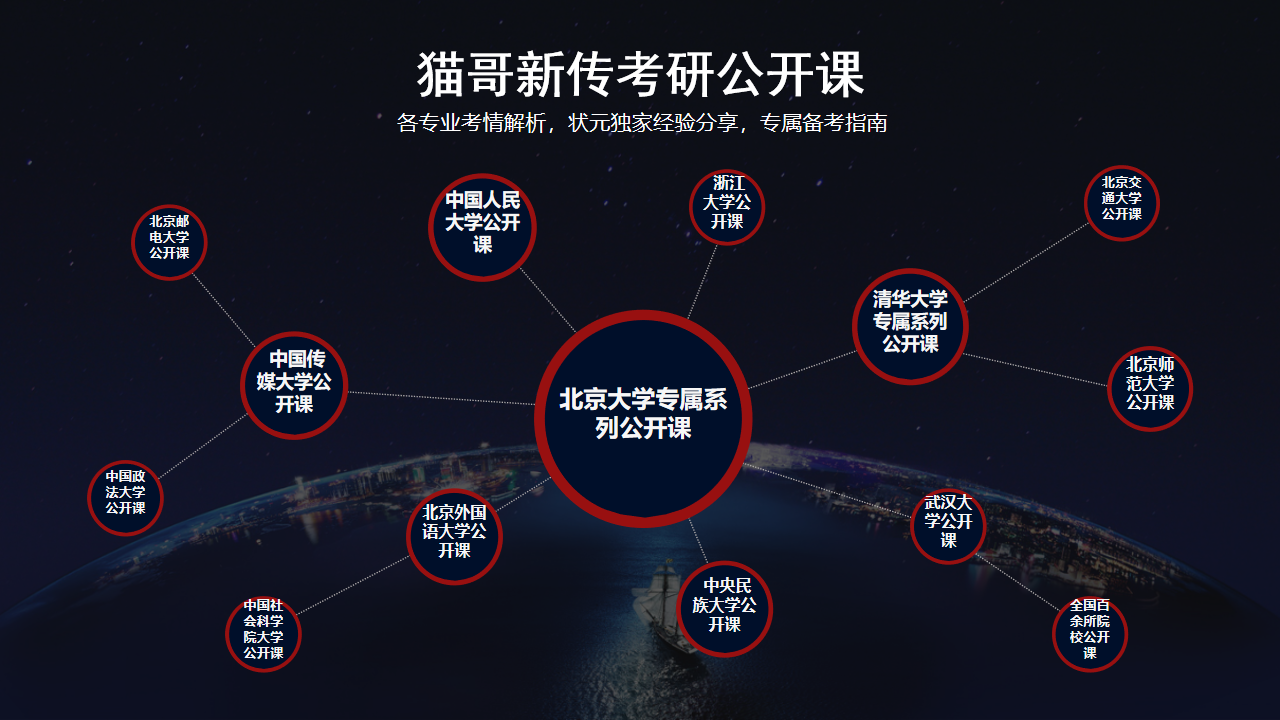 猫哥新传考研公开课
各专业考情解析，状元独家经验分享，专属备考指南
北京邮
电大学
公开课
中国人民
大学公开
课
浙江
大学公
开课
北京交
通大学
公开课
清华大学
专属系列
公开课
中国传
媒大学公
开课
北京师
范大学
公开课
北京大学专属系
列公开课
中国政
法大学
公开课
北京外国
语大学公
开课
武汉大
学公开
课
中央民
族大学公
开课
中国社
会科学
院大学
公开课
全国百
余所院
校公开
课